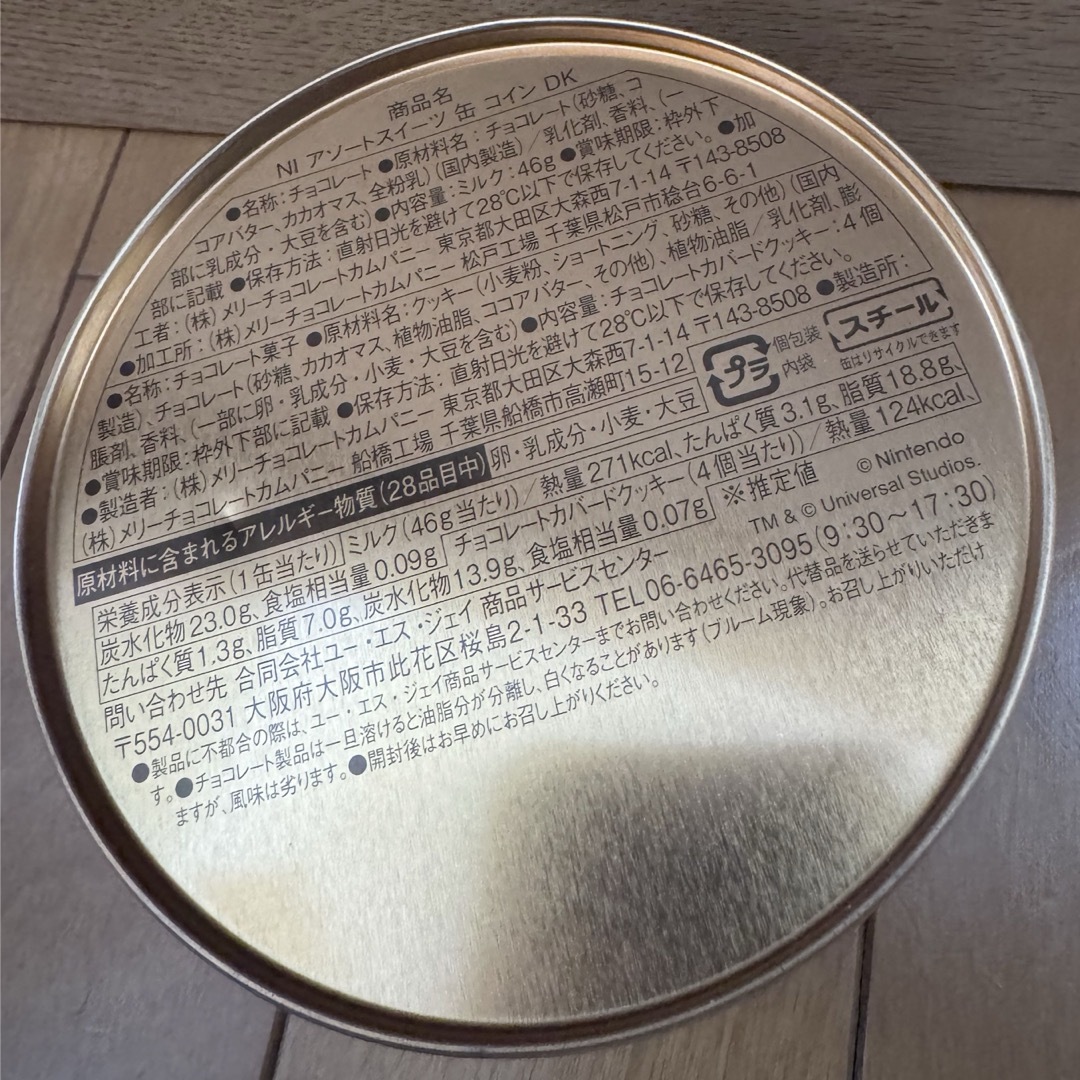 商品名
NI アソートスイーツ 缶 コイン DK
●名称：チョコレート●原材料名：チョコレート（砂糖、コ
コアバター、カカオマス、全粉乳）（国内製造）／乳化剤、香料、（一
部に乳成分・大豆を含む）●内容量：ミルク：46g●賞味期限：枠外下
部に記載●保存方法：直射日光を避けて28℃以下で保存してください。●加
工者：（株）メリーチョコレートカムパニー 東京都大田区大森西7-1-14 〒143-8508
●加工所：（株）メリーチョコレートカムパニー 松戸工場 千葉県松戸市稔台6-6-1
●名称：チョコレート菓子●原材料名：クッキー（小麦粉、ショートニング、砂糖、その他）（国内
製造）、チョコレート（砂糖、カカオマス、植物油脂、ココアバター、その他）、植物油脂／乳化剤、膨
脹剤、香料、（一部に卵・乳成分・小麦・大豆を含む）●内容量：チョコレートカバードクッキー：4個
●賞味期限：枠外下部に記載●保存方法：直射日光を避けて28℃以下で保存してください。
●製造者：（株）メリーチョコレートカムパニー 東京都大田区大森西7-1-14 〒143-8508●製造所：
（株）メリーチョコレートカムパニー 船橋工場 千葉県船橋市高瀬町15-12
プラ
個包装
内袋
スチール
缶はリサイクルできます
原材料に含まれるアレルギー物質（28品目中） 卵・乳成分・小麦・大豆
栄養成分表示（1缶当たり） ミルク（46g当たり）／熱量271kcal、たんぱく質3.1g、脂質18.8g、
炭水化物23.0g、食塩相当量0.09g チョコレートカバードクッキー（4個当たり）／熱量124kcal、
たんぱく質1.3g、脂質7.0g、炭水化物13.9g、食塩相当量0.07g ※推定値
© Nintendo
TM & © Universal Studios.
問い合わせ先 合同会社ユー・エス・ジェイ 商品サービスセンター
〒554-0031 大阪府大阪市此花区桜島2-1-33 TEL06-6465-3095（9：30〜17：30）
●製品に不都合の際は、ユー・エス・ジェイ商品サービスセンターまでお問い合わせください。代替品を送らせていただきま
す。●チョコレート製品は一旦溶けると油脂分が分離し、白くなることがあります（ブルーム現象）。お召し上がりいただけ
ますが、風味は劣ります。●開封後はお早めにお召し上がりください。